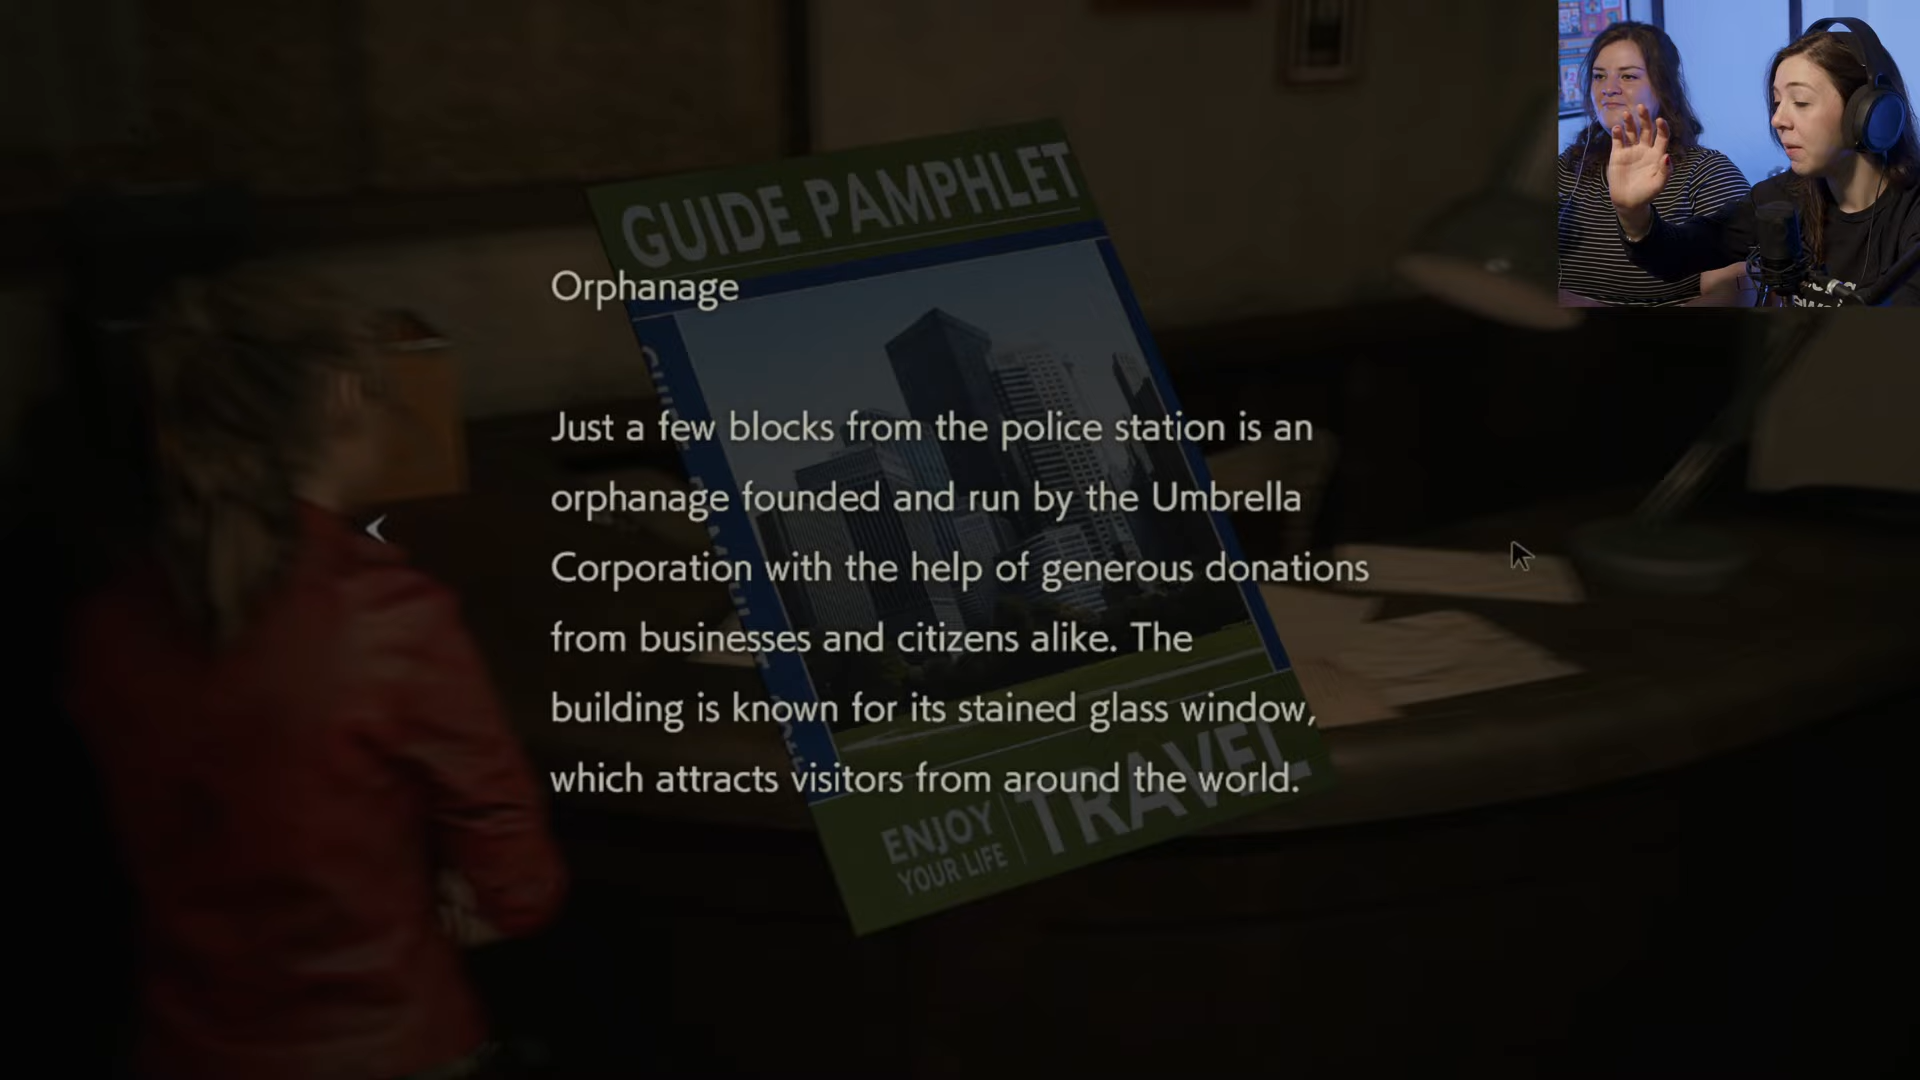 GUIDE PAMPHLET
Orphanage
Just a few blocks from the police station is an
orphanage founded and run by the Umbrella
Corporation with the help of generous donations
from businesses and citizens alike. The
building is known for its stained glass window,
which attracts visitors from around the world.
ENJOY
YOUR LIFE
TRAVEL